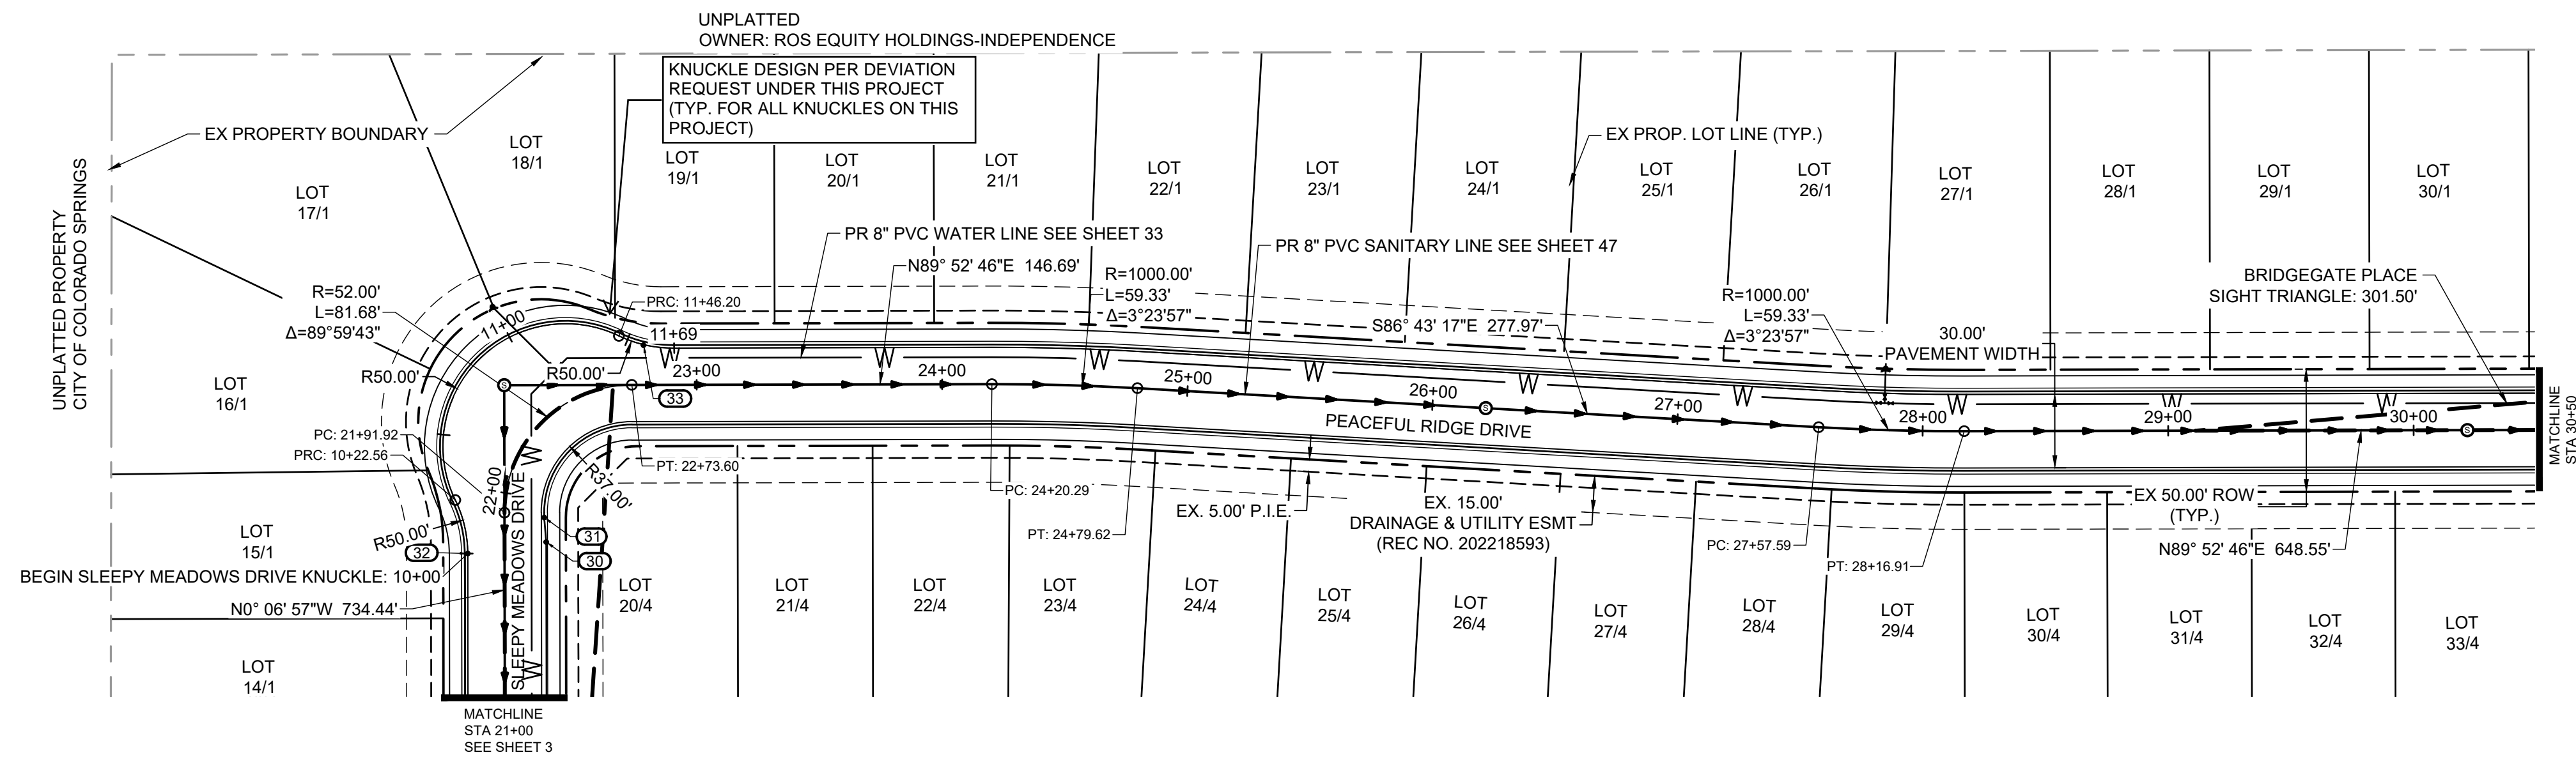 UNPLATTED
OWNER: ROS EQUITY HOLDINGS-INDEPENDENCE
KNUCKLE DESIGN PER DEVIATION
REQUEST UNDER THIS PROJECT
(TYP. FOR ALL KNUCKLES ON THIS
PROJECT)
EX PROPERTY BOUNDARY
EX PROP. LOT LINE (TYP.)
UNPLATTED PROPERTY
CITY OF COLORADO SPRINGS
LOT
17/1
LOT
18/1
LOT
19/1
LOT
20/1
LOT
21/1
LOT
22/1
LOT
23/1
LOT
24/1
LOT
25/1
LOT
26/1
LOT
27/1
LOT
28/1
LOT
29/1
LOT
30/1
PR 8" PVC WATER LINE SEE SHEET 33
PR 8" PVC SANITARY LINE SEE SHEET 47
N89° 52' 46"E 146.69'
R=1000.00'
L=59.33'
Δ=3°23'57"
S86° 43' 17"E 277.97'
R=1000.00'
L=59.33'
Δ=3°23'57"
BRIDGEGATE PLACE
SIGHT TRIANGLE: 301.50'
30.00'
PAVEMENT WIDTH
R=52.00'
L=81.68'
Δ=89°59'43"
PRC: 11+46.20
11+00
11+69
R50.00'
R50.00'
33
W
W
W
W
W
W
W
W
W
23+00
24+00
25+00
26+00
27+00
28+00
29+00
30+00
S
S
S
PEACEFUL RIDGE DRIVE
MATCHLINE
STA 30+50
LOT
16/1
PC: 21+91.92
PRC: 10+22.56
22+00
W
R37.00'
PT: 22+73.60
PC: 24+20.29
PT: 24+79.62
EX. 5.00' P.I.E.
EX. 15.00'
DRAINAGE & UTILITY ESMT
(REC NO. 202218593)
PC: 27+57.59
PT: 28+16.91
EX 50.00' ROW
(TYP.)
N89° 52' 46"E 648.55'
LOT
15/1
R50.00'
32
31
30
BEGIN SLEEPY MEADOWS DRIVE KNUCKLE: 10+00
N0° 06' 57"W 734.44'
SLEEPY MEADOWS DRIVE
W
LOT
14/1
LOT
20/4
LOT
21/4
LOT
22/4
LOT
23/4
LOT
24/4
LOT
25/4
LOT
26/4
LOT
27/4
LOT
28/4
LOT
29/4
LOT
30/4
LOT
31/4
LOT
32/4
LOT
33/4
MATCHLINE
STA 21+00
SEE SHEET 3